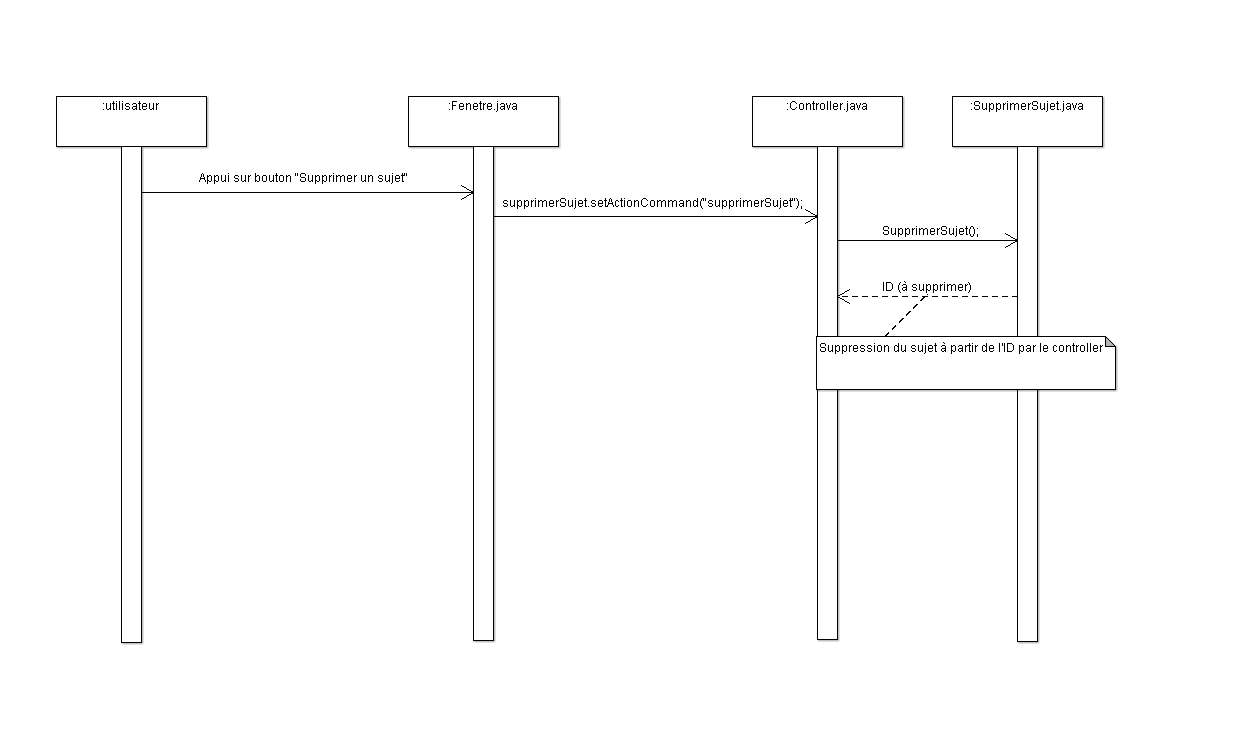 :utilisateur
:Fenetre.java
:Controller.java
:SupprimerSujet.java
Appui sur bouton "Supprimer un sujet"
supprimerSujet.setActionCommand("supprimerSujet");
SupprimerSujet();
ID (à supprimer)
Suppression du sujet à partir de l'ID par le controller